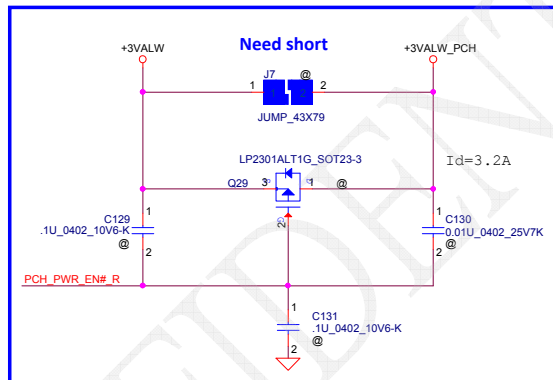 +3VALW Need short +3VALW_PCH
J7 @
1 1 2 2
JUMP_43X79
LP2301ALT1G_SOT23-3
Id=3.2A
Q29 3 S D 1 @
G
2
1 C129
.1U_0402_10V6-K
2 @
1 C130
0.01U_0402_25V7K
2 @
PCH_PWR_EN#_R
1 C131
.1U_0402_10V6-K
2 @